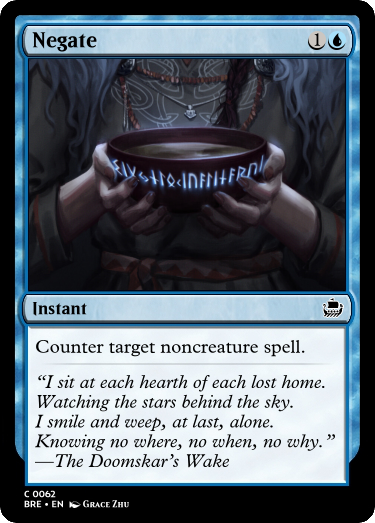 Negate
1
Instant
Counter target noncreature spell.
“I sit at each hearth of each lost home.
Watching the stars behind the sky.
I smile and weep, at last, alone.
Knowing no where, no when, no why.”
—The Doomskar's Wake
C 0062
BRE • EN Grace Zhu